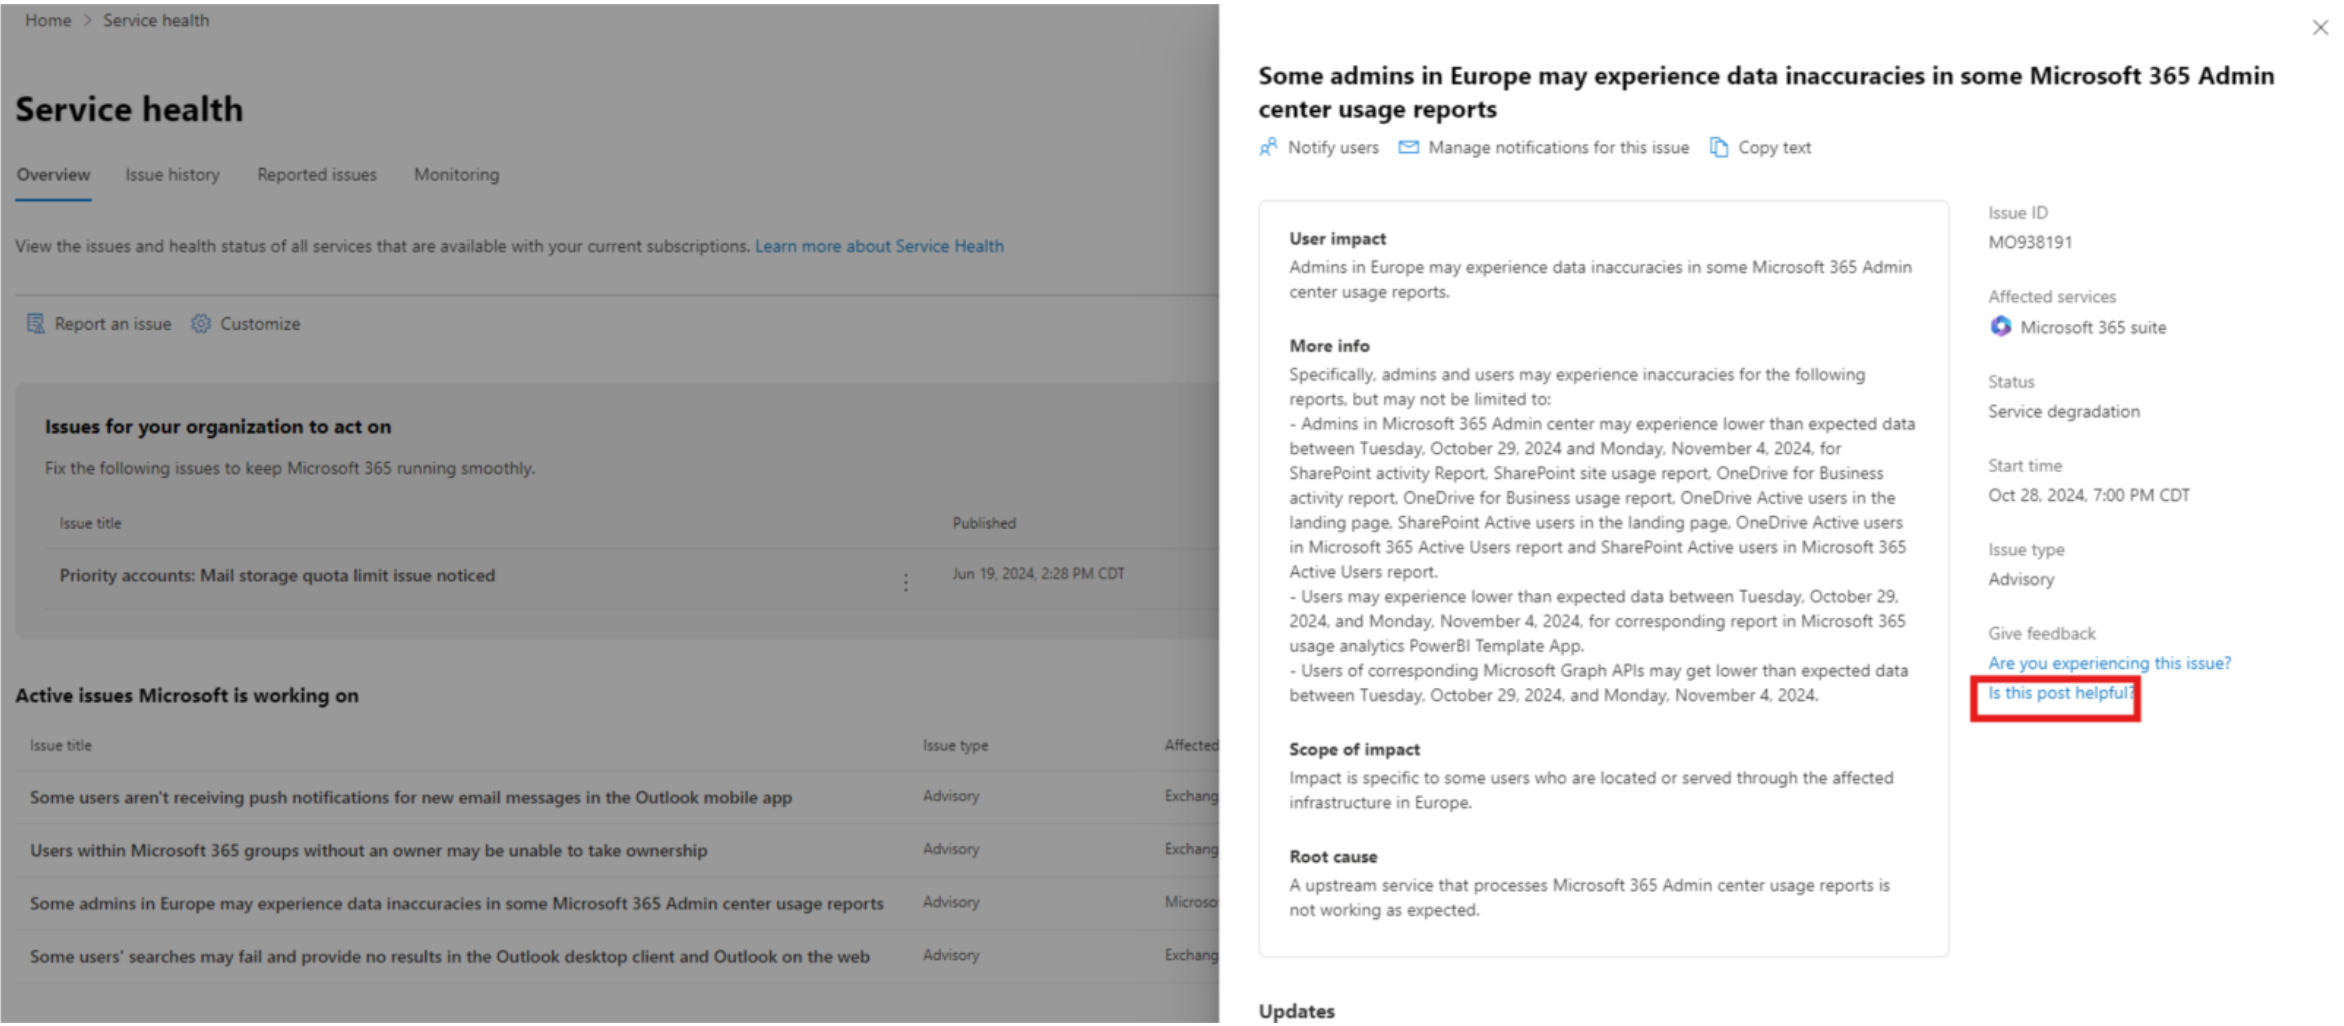 Home > Service health
Service health
Overview Issue history Reported issues Monitoring
View the issues and health status of all services that are available with your current subscriptions. Learn more about Service Health
Report an issue Customize
Issues for your organization to act on
Fix the following issues to keep Microsoft 365 running smoothly.
Issue title Published
Priority accounts: Mail storage quota limit issue noticed Jun 19, 2024, 2:28 PM CDT
Active issues Microsoft is working on
Issue title Issue type Affected
Some users aren't receiving push notifications for new email messages in the Outlook mobile app Advisory Exchang
Users within Microsoft 365 groups without an owner may be unable to take ownership Advisory Exchang
Some admins in Europe may experience data inaccuracies in some Microsoft 365 Admin center usage reports Advisory Microso
Some users' searches may fail and provide no results in the Outlook desktop client and Outlook on the web Advisory Exchang
Some admins in Europe may experience data inaccuracies in some Microsoft 365 Admin
center usage reports
Notify users Manage notifications for this issue Copy text
User impact
Admins in Europe may experience data inaccuracies in some Microsoft 365 Admin
center usage reports.
More info
Specifically, admins and users may experience inaccuracies for the following
reports, but may not be limited to:
- Admins in Microsoft 365 Admin center may experience lower than expected data
between Tuesday, October 29, 2024 and Monday, November 4, 2024, for
SharePoint activity Report, SharePoint site usage report, OneDrive for Business
activity report, OneDrive for Business usage report, OneDrive Active users in the
landing page, SharePoint Active users in the landing page, OneDrive Active users
in Microsoft 365 Active Users report and SharePoint Active users in Microsoft 365
Active Users report.
- Users may experience lower than expected data between Tuesday, October 29,
2024, and Monday, November 4, 2024, for corresponding report in Microsoft 365
usage analytics PowerBI Template App.
- Users of corresponding Microsoft Graph APIs may get lower than expected data
between Tuesday, October 29, 2024, and Monday, November 4, 2024.
Scope of impact
Impact is specific to some users who are located or served through the affected
infrastructure in Europe.
Root cause
A upstream service that processes Microsoft 365 Admin center usage reports is
not working as expected.
Updates
Issue ID
MO938191
Affected services
Microsoft 365 suite
Status
Service degradation
Start time
Oct 28, 2024, 7:00 PM CDT
Issue type
Advisory
Give feedback
Are you experiencing this issue?
Is this post helpful?